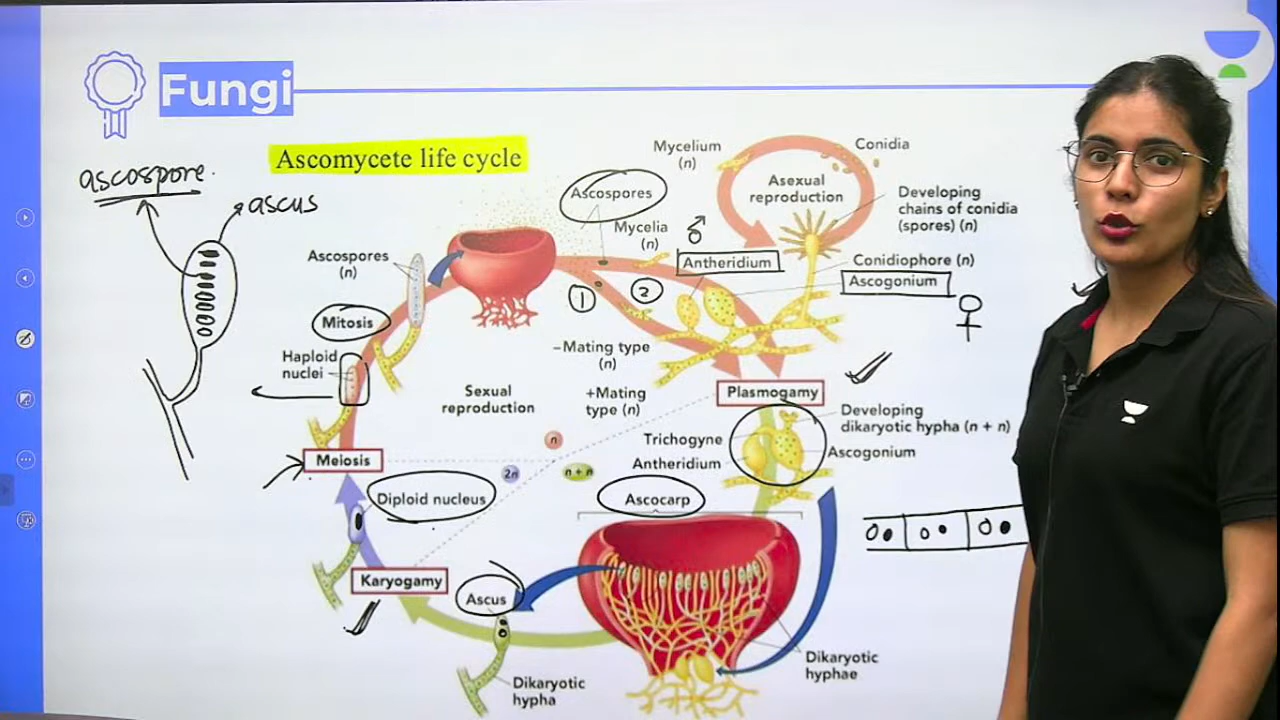 Fungi
Ascomycete life cycle
ascospore.
ascus
Ascospores
(n)
Mitosis
Haploid
nuclei
Meiosis
Diploid nucleus
Karyogamy
Ascus
Dikaryotic
hypha
Sexual
reproduction
n
2n
n + n
Ascospores
Mycelia
(n)
♂
Antheridium
1
2
−Mating type
(n)
+Mating
type (n)
Mycelium
(n)
Conidia
Asexual
reproduction
Developing
chains of conidia
(spores) (n)
Conidiophore (n)
Ascogonium
♀
Plasmogamy
Developing
dikaryotic hypha (n + n)
Trichogyne
Antheridium
Ascogonium
Ascocarp
Dikaryotic
hyphae